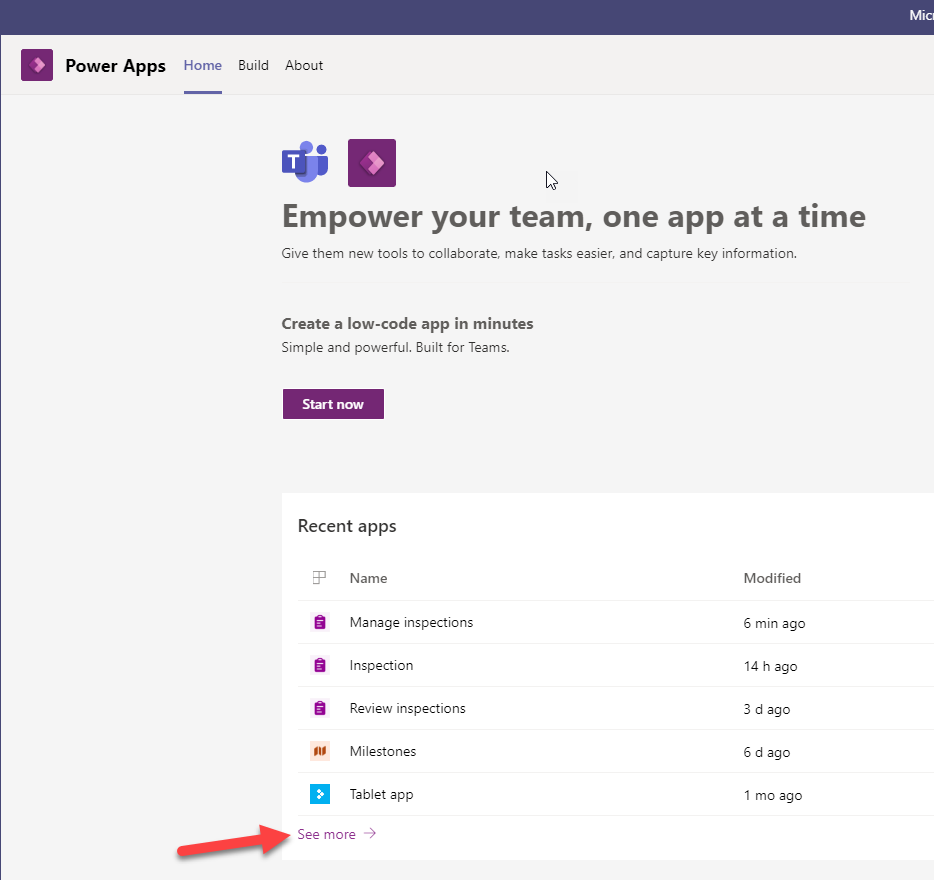 Power Apps Home Build About
T
Empower your team, one app at a time
Give them new tools to collaborate, make tasks easier, and capture key information.
Create a low-code app in minutes
Simple and powerful. Built for Teams.
Start now
Recent apps
Name Modified
Manage inspections 6 min ago
Inspection 14 h ago
Review inspections 3 d ago
Milestones 6 d ago
Tablet app 1 mo ago
See more →